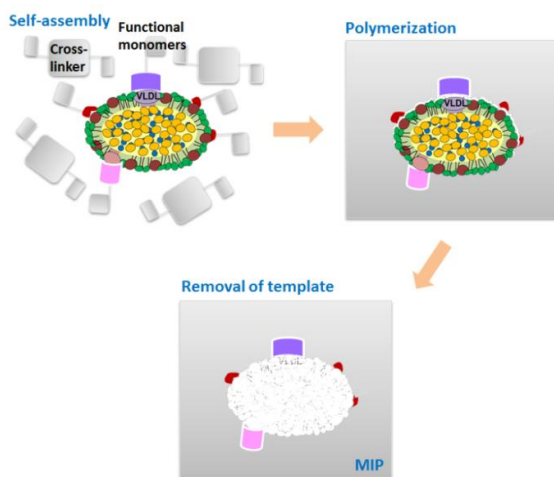 Self-assembly
Functional
monomers
Cross-
linker
VLDL
Polymerization
VLDL
Removal of template
VLDL
MIP